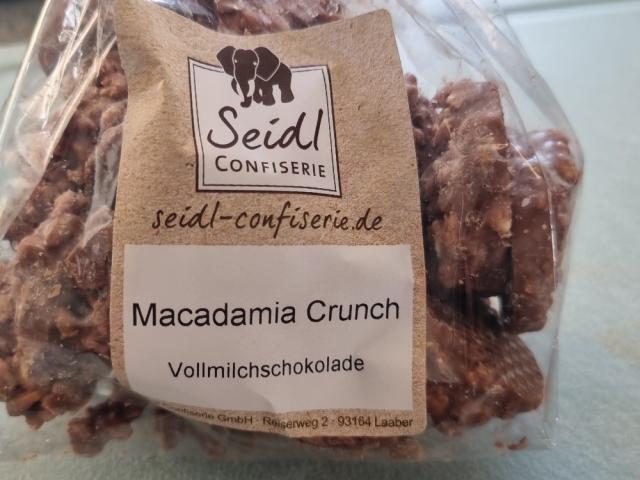 Seidl
CONFISERIE
seidl-confiserie.de
Macadamia Crunch
Vollmilchschokolade
GmbH · Reiserweg 2 · 93164 Laaber